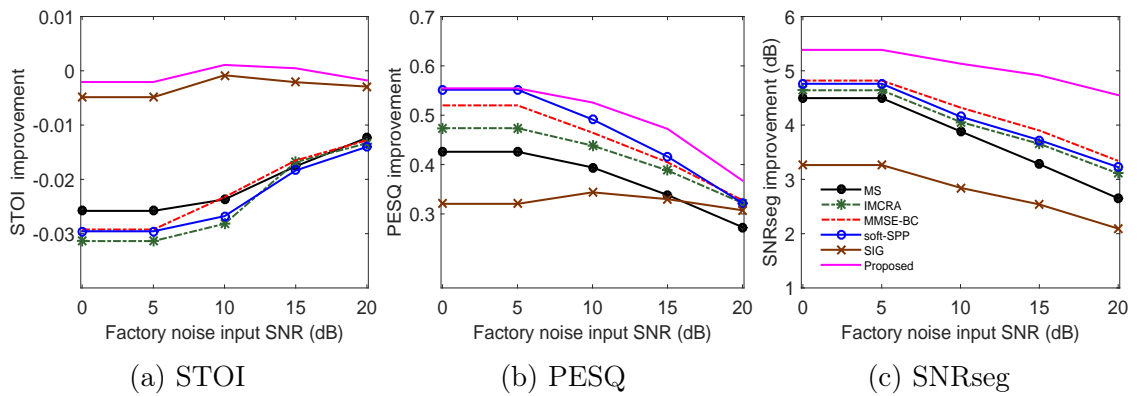 0.01
0
-0.01
-0.02
-0.03
STOI improvement
0 5 10 15 20
Factory noise input SNR (dB)
(a) STOI
0.7
0.6
0.5
0.4
0.3
PESQ improvement
0 5 10 15 20
Factory noise input SNR (dB)
(b) PESQ
6
5
4
3
2
1
SNRseg improvement (dB)
MS
IMCRA
MMSE-BC
soft-SPP
SIG
Proposed
0 5 10 15 20
Factory noise input SNR (dB)
(c) SNRseg